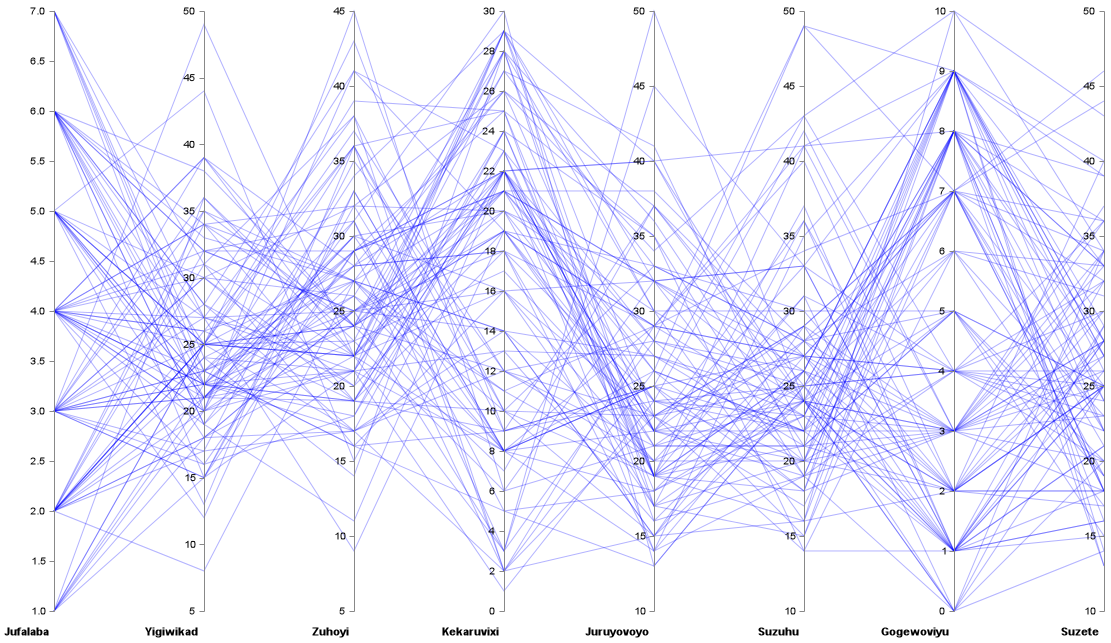 7.0 50 45 30 50 50 10 50
6.5 45 40 28 45 45 9 45
6.0 40 35 26 40 40 8 40
5.5 35 30 24 35 35 7 35
5.0 30 25 22 30 30 6 30
4.5 25 20 20 25 25 5 25
4.0 20 15 18 20 20 4 20
3.5 15 10 16 15 15 3 15
3.0 10 5 14 10 10 2 10
2.5 5 12 1
2.0 10 0
1.5 8
1.0 6
4
2
0
Jufalaba Yigiwikad Zuhoyi Kekaruvixi Juruyovoyo Suzuhu Gogewoviyu Suzete